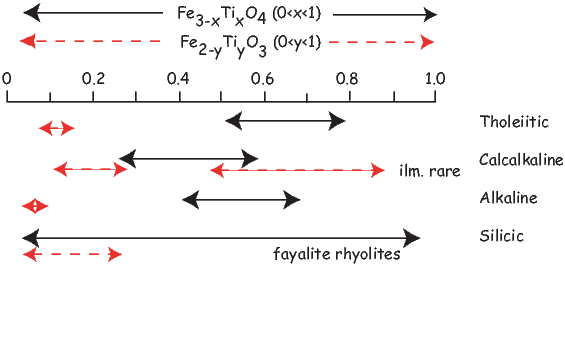 Fe3-xTixO4 (0<x<1)
Fe2-yTiyO3 (0<y<1)
0 0.2 0.4 0.6 0.8 1.0
Tholeiitic
Calcalkaline
ilm. rare
Alkaline
Silicic
fayalite rhyolites